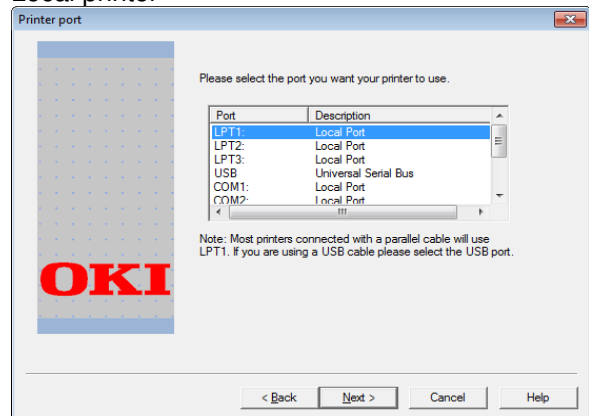 Local printer
Printer port
Please select the port you want your printer to use.
Port Description
LPT1: Local Port
LPT2: Local Port
LPT3: Local Port
USB Universal Serial Bus
COM1: Local Port
COM2: Local Port
Note: Most printers connected with a parallel cable will use
LPT1. If you are using a USB cable please select the USB port.
OKI
< Back Next > Cancel Help